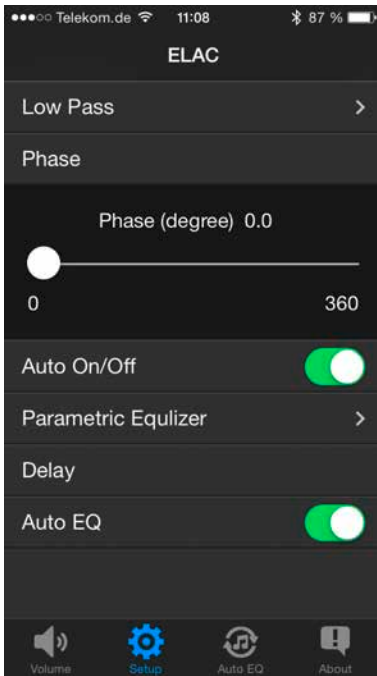 Telekom.de 11:08 87 %
ELAC
Low Pass
Phase
Phase (degree) 0.0
0 360
Auto On/Off
Parametric Equlizer
Delay
Auto EQ
Volume Setup Auto EQ About